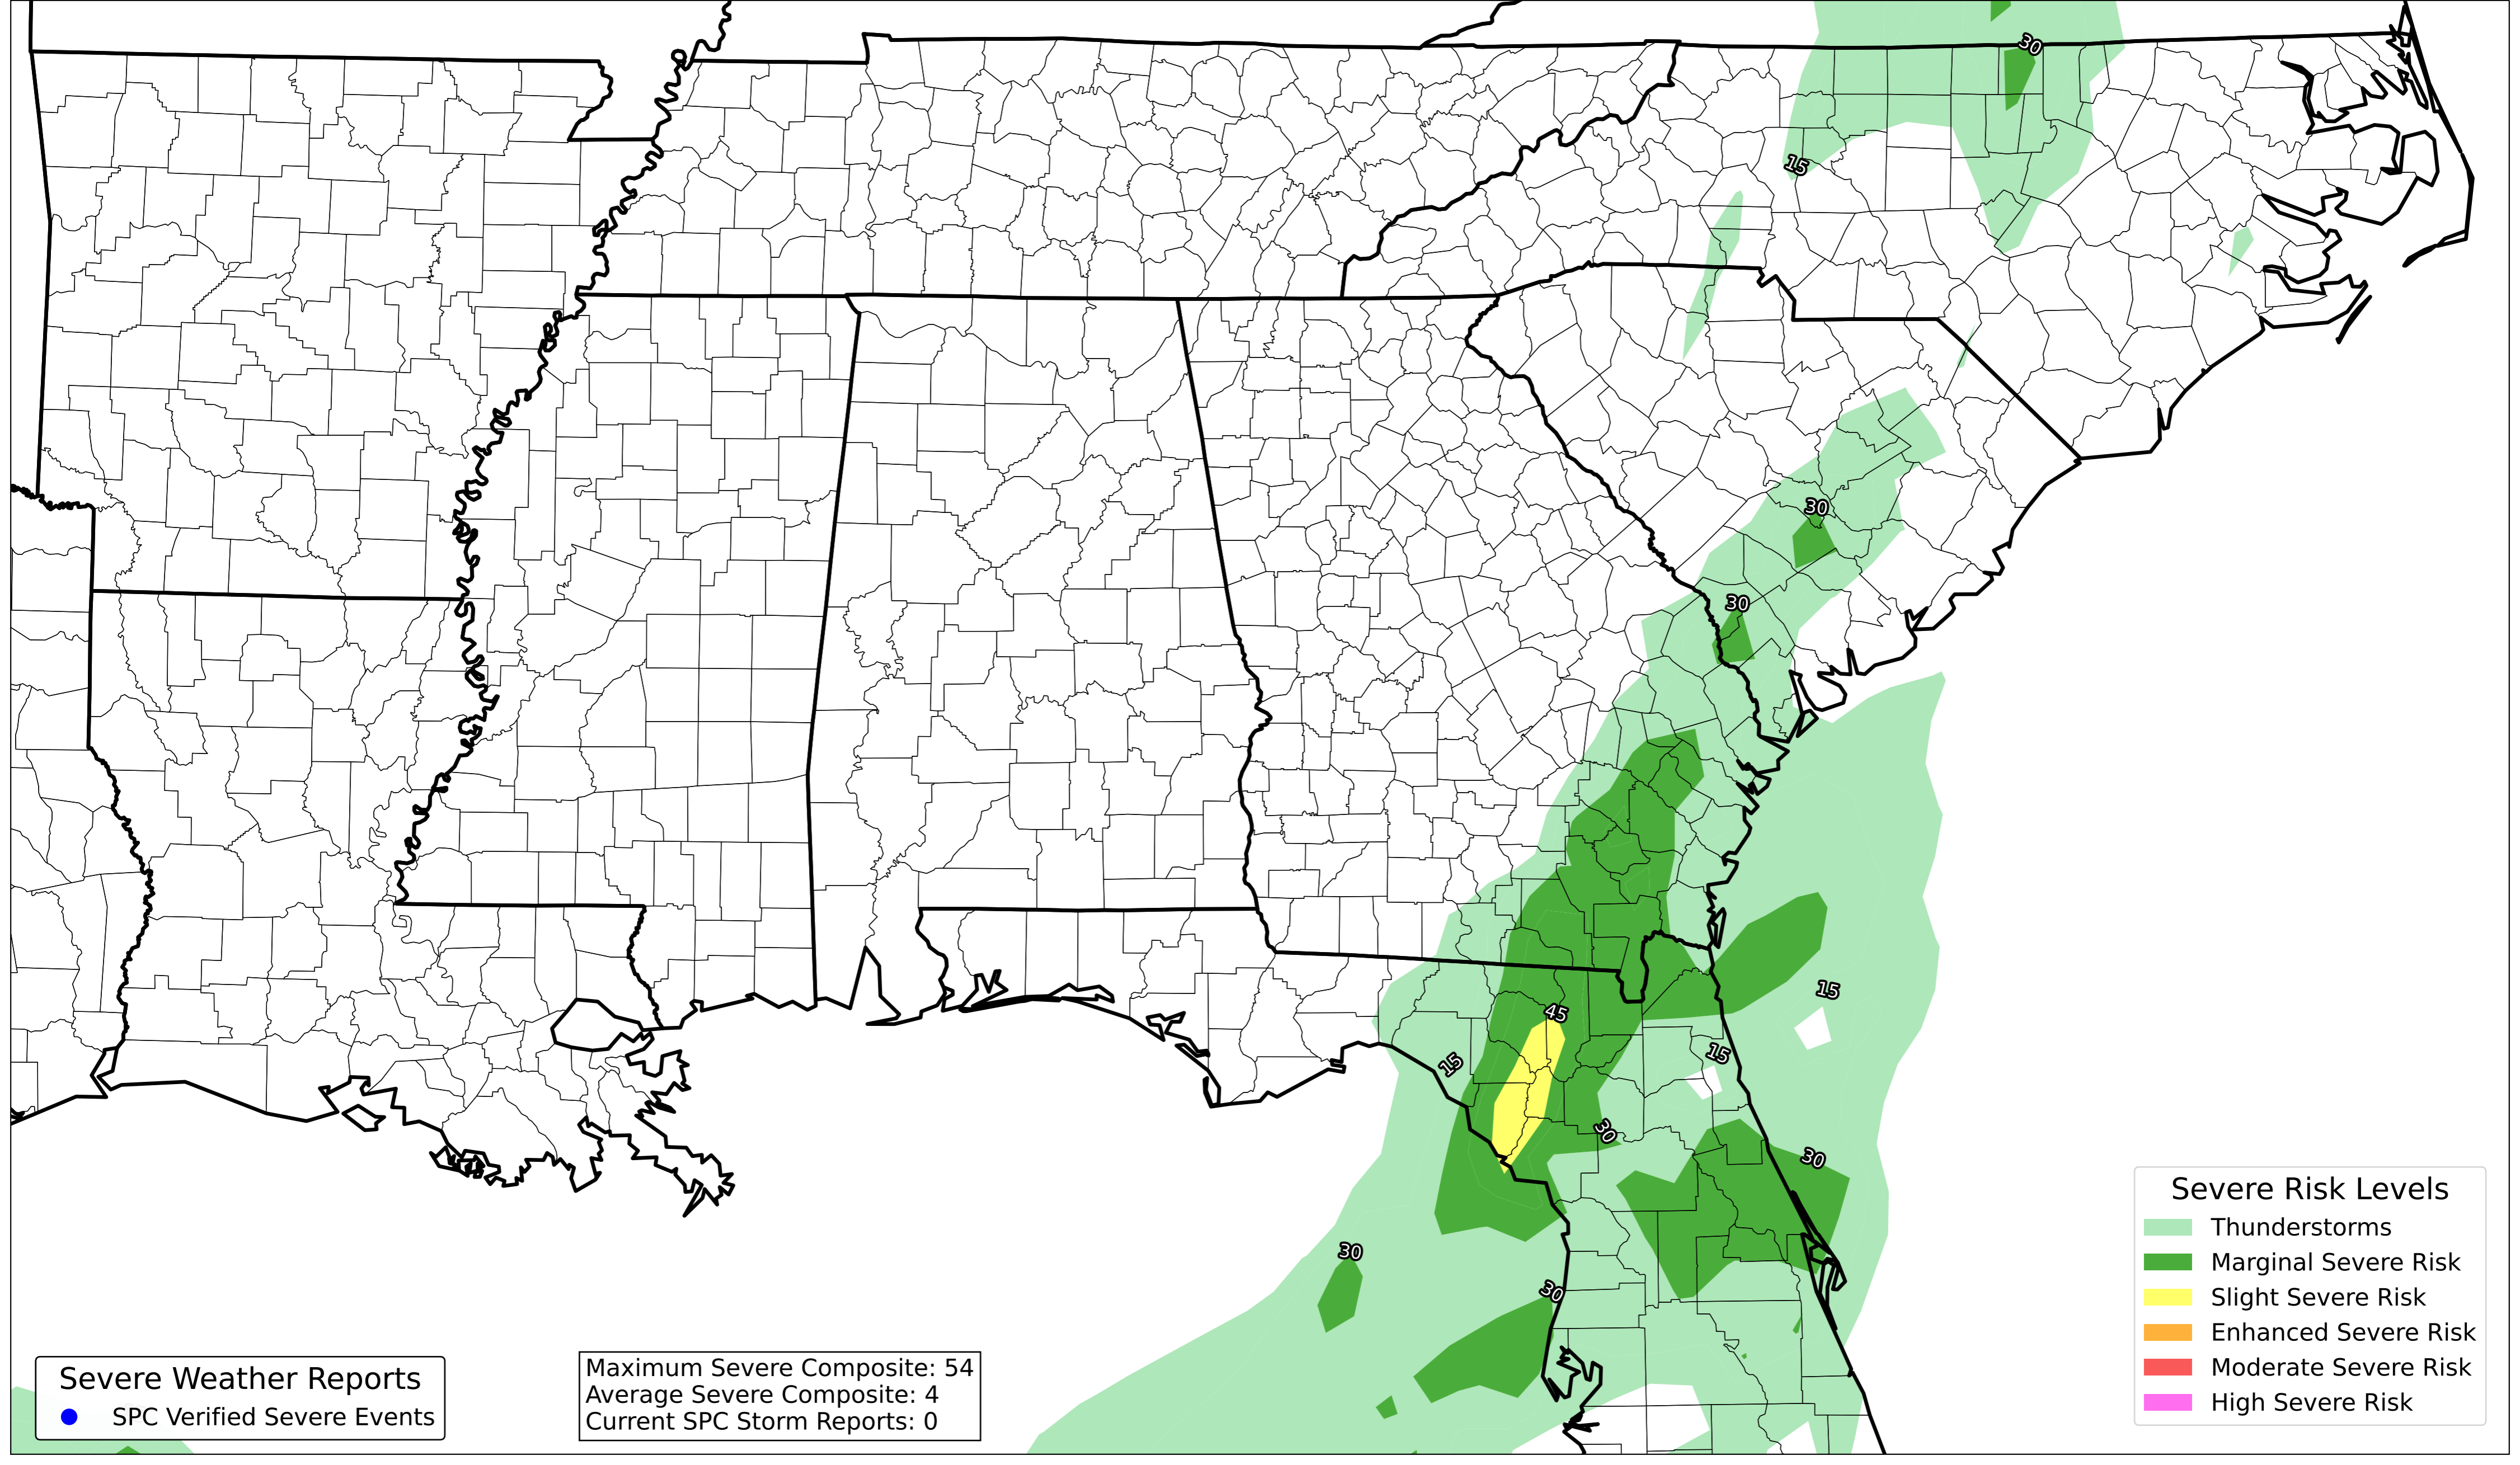 30
15
30
30
15
45
15
15
30
30
30
30
Severe Risk Levels
Thunderstorms
Marginal Severe Risk
Slight Severe Risk
Enhanced Severe Risk
Moderate Severe Risk
High Severe Risk
Severe Weather Reports
SPC Verified Severe Events
Maximum Severe Composite: 54
Average Severe Composite: 4
Current SPC Storm Reports: 0